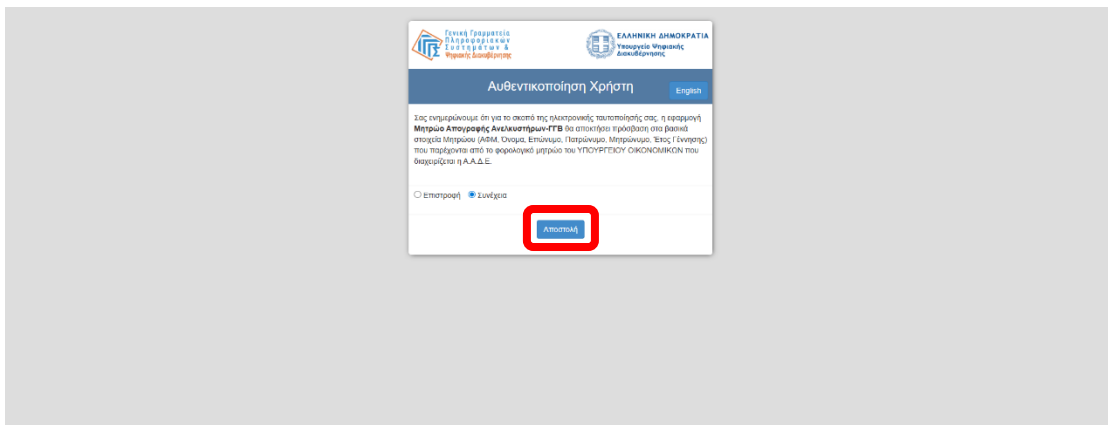 Γενική Γραμματεία
Πληροφοριακών
Συστημάτων &
Ψηφιακής Διακυβέρνησης
ΕΛΛΗΝΙΚΗ ΔΗΜΟΚΡΑΤΙΑ
Υπουργείο Ψηφιακής
Διακυβέρνησης
Αυθεντικοποίηση Χρήστη
English
Σας ενημερώνουμε ότι για το σκοπό της ηλεκτρονικής ταυτοποίησής σας, η εφαρμογή
Μητρώο Απογραφής Ανελκυστήρων-ΓΓΒ θα αποκτήσει πρόσβαση στα βασικά
στοιχεία Μητρώου (ΑΦΜ, Όνομα, Επώνυμο, Πατρώνυμο, Μητρώνυμο, Έτος Γέννησης)
που παρέχονται από το φορολογικό μητρώο του ΥΠΟΥΡΓΕΙΟΥ ΟΙΚΟΝΟΜΙΚΩΝ που
διαχειρίζεται η Α.Α.Δ.Ε.
Επιστροφή Συνέχεια
Αποστολή